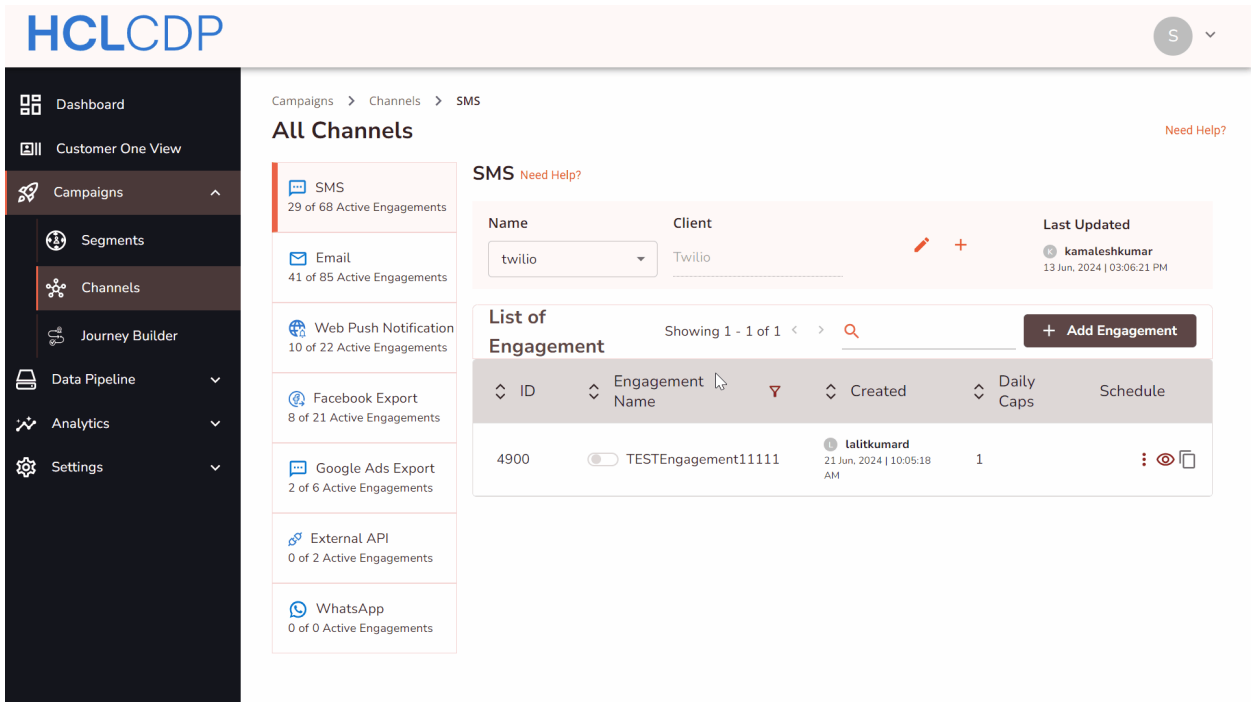 HCLCDP
S
Dashboard
Customer One View
Campaigns
Segments
Channels
Journey Builder
Data Pipeline
Analytics
Settings
Campaigns > Channels > SMS
All Channels
Need Help?
SMS
29 of 68 Active Engagements
Email
41 of 85 Active Engagements
Web Push Notification
10 of 22 Active Engagements
Facebook Export
8 of 21 Active Engagements
Google Ads Export
2 of 6 Active Engagements
External API
0 of 2 Active Engagements
WhatsApp
0 of 0 Active Engagements
SMS Need Help?
Name
twilio
Client
Twilio
Last Updated
K kamaleshkumar
13 Jun, 2024 | 03:06:21 PM
List of
Engagement
Showing 1 - 1 of 1
+ Add Engagement
ID
Engagement
Name
Created
Daily
Caps
Schedule
4900
TESTEngagement11111
L lalitkumard
21 Jun, 2024 | 10:05:18
AM
1